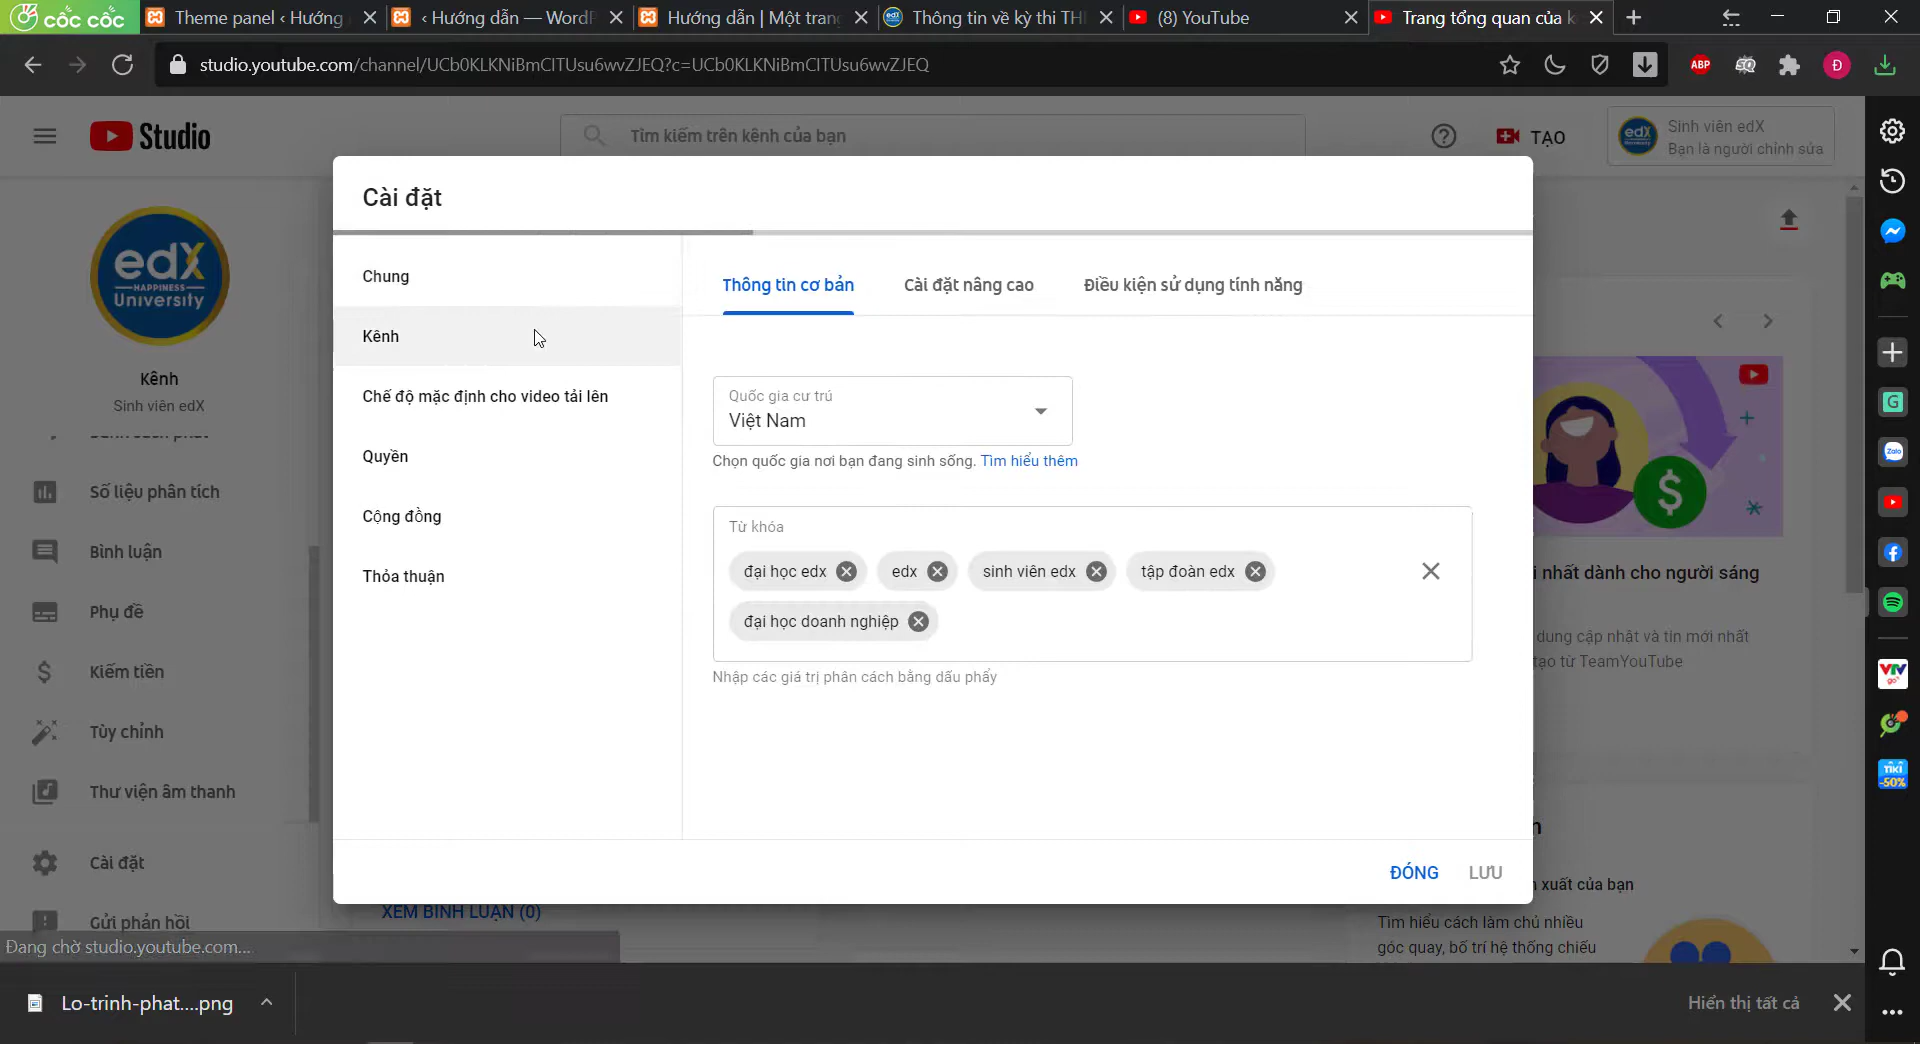 cốc cốc
Theme panel ‹ Hướng
‹ Hướng dẫn — WordP
Hướng dẫn | Một tran
Thông tin về kỳ thi TH
(8) YouTube
Trang tổng quan của k
studio.youtube.com/channel/UCb0KLKNiBmCITUsu6wvZJEQ?c=UCb0KLKNiBmCITUsu6wvZJEQ
ABP
Đ
Studio
Tìm kiếm trên kênh của bạn
TẠO
Sinh viên edX
Bạn là người chỉnh sửa
edX
HAPPINESS
University
Kênh
Sinh viên edX
Số liệu phân tích
Bình luận
Phụ đề
Kiếm tiền
Tùy chỉnh
Thư viện âm thanh
Cài đặt
Gửi phản hồi
Cài đặt
Chung
Kênh
Chế độ mặc định cho video tải lên
Quyền
Cộng đồng
Thỏa thuận
Thông tin cơ bản
Cài đặt nâng cao
Điều kiện sử dụng tính năng
Quốc gia cư trú
Việt Nam
Chọn quốc gia nơi bạn đang sinh sống. Tìm hiểu thêm
Từ khóa
đại học edx
edx
sinh viên edx
tập đoàn edx
đại học doanh nghiệp
Nhập các giá trị phân cách bằng dấu phẩy
ĐÓNG
LƯU
i nhất dành cho người sáng
dung cập nhật và tin mới nhất
tạo từ TeamYouTube
n
xuất của bạn
Tìm hiểu cách làm chủ nhiều
góc quay, bố trí hệ thống chiếu
XEM BÌNH LUẬN (0)
Đang chờ studio.youtube.com...
Lo-trinh-phat....png
Hiển thị tất cả
G
Zalo
VTV
go
TIKI
-50%